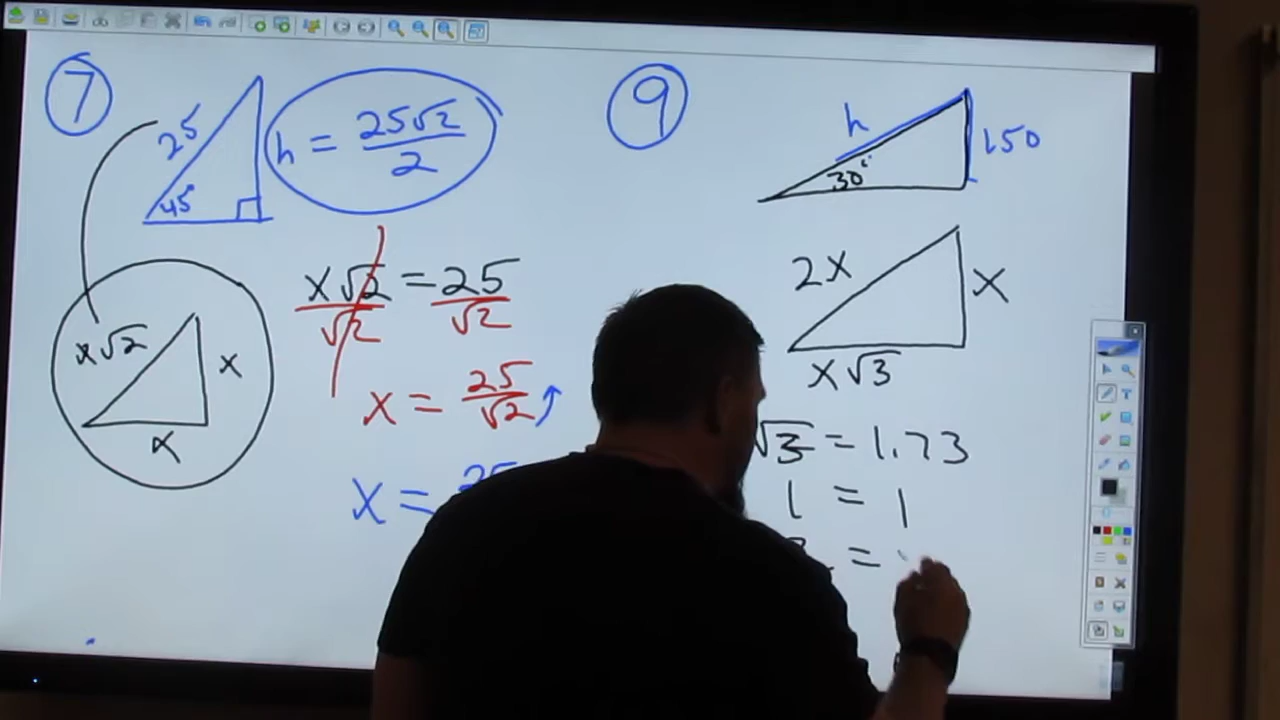 7
25
45
h = 25√2 / 2
x√2
x
x
x√2 / √2 = 25 / √2
x = 25 / √2
x =
9
h
150
30°
2x
x
x√3
√3 = 1.73
1 = 1
=